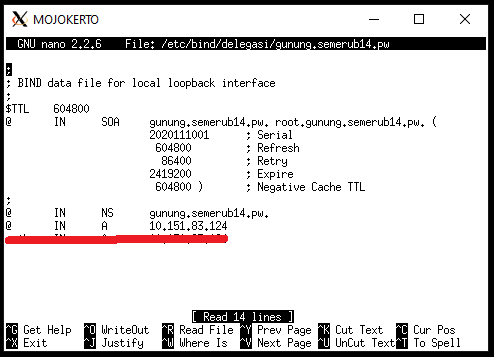 MOJOKERTO
GNU nano 2.2.6    File: /etc/bind/delegasi/gunung.semerub14.pw
;
; BIND data file for local loopback interface
;
$TTL    604800
@       IN      SOA     gunung.semerub14.pw. root.gunung.semerub14.pw. (
                        2020111001      ; Serial
                         604800         ; Refresh
                          86400         ; Retry
                        2419200         ; Expire
                         604800 )       ; Negative Cache TTL
;
@       IN      NS      gunung.semerub14.pw.
@       IN      A       10.151.83.124
[ Read 14 lines ]
^G Get Help  ^O WriteOut  ^R Read File ^Y Prev Page ^K Cut Text  ^C Cur Pos
^X Exit      ^J Justify   ^W Where Is  ^V Next Page ^U UnCut Text^T To Spell